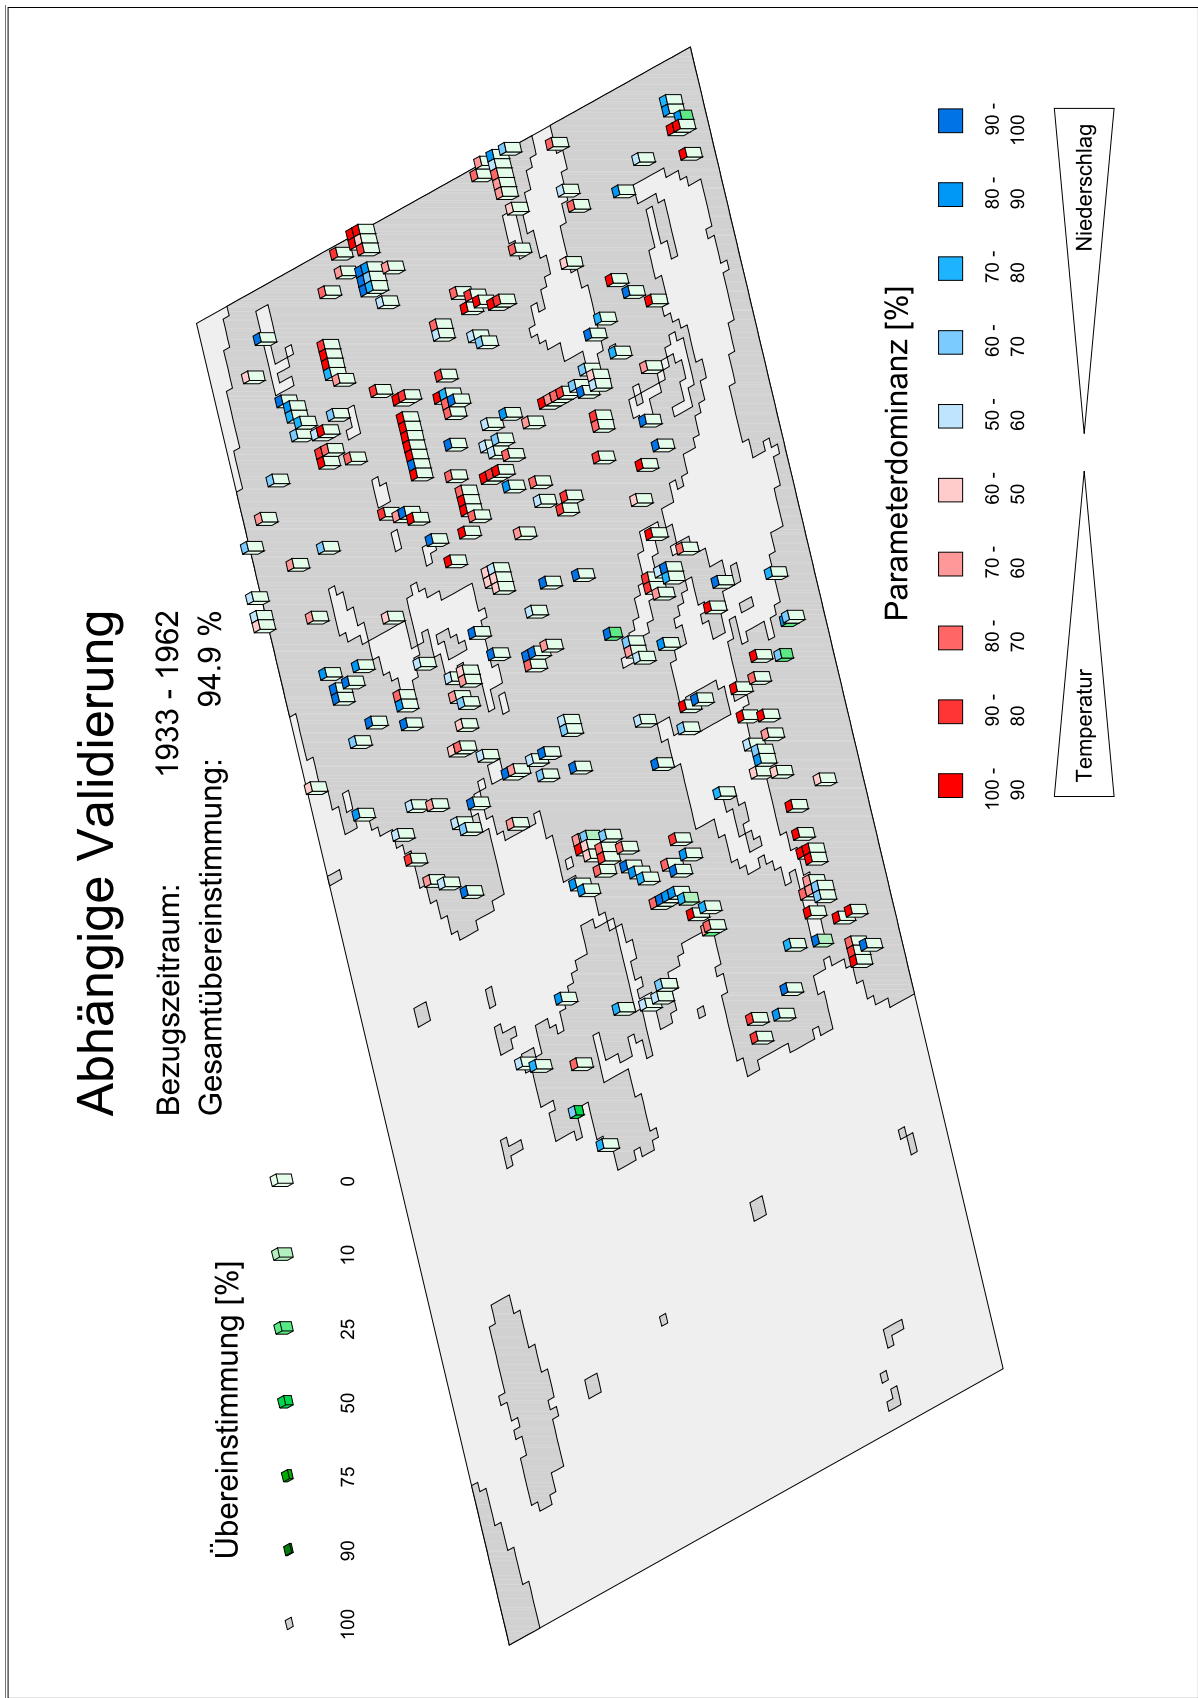 Abhängige Validierung
Bezugszeitraum: 1933 - 1962
Gesamtübereinstimmung: 94.9 %
Übereinstimmung [%]
100 90 75 50 25 10 0
Parameterdominanz [%]
100 - 90 - 80 - 70 - 60 - 50 - 60 - 70 - 80 - 90 -
90 80 70 60 50 60 70 80 90 100
Temperatur Niederschlag